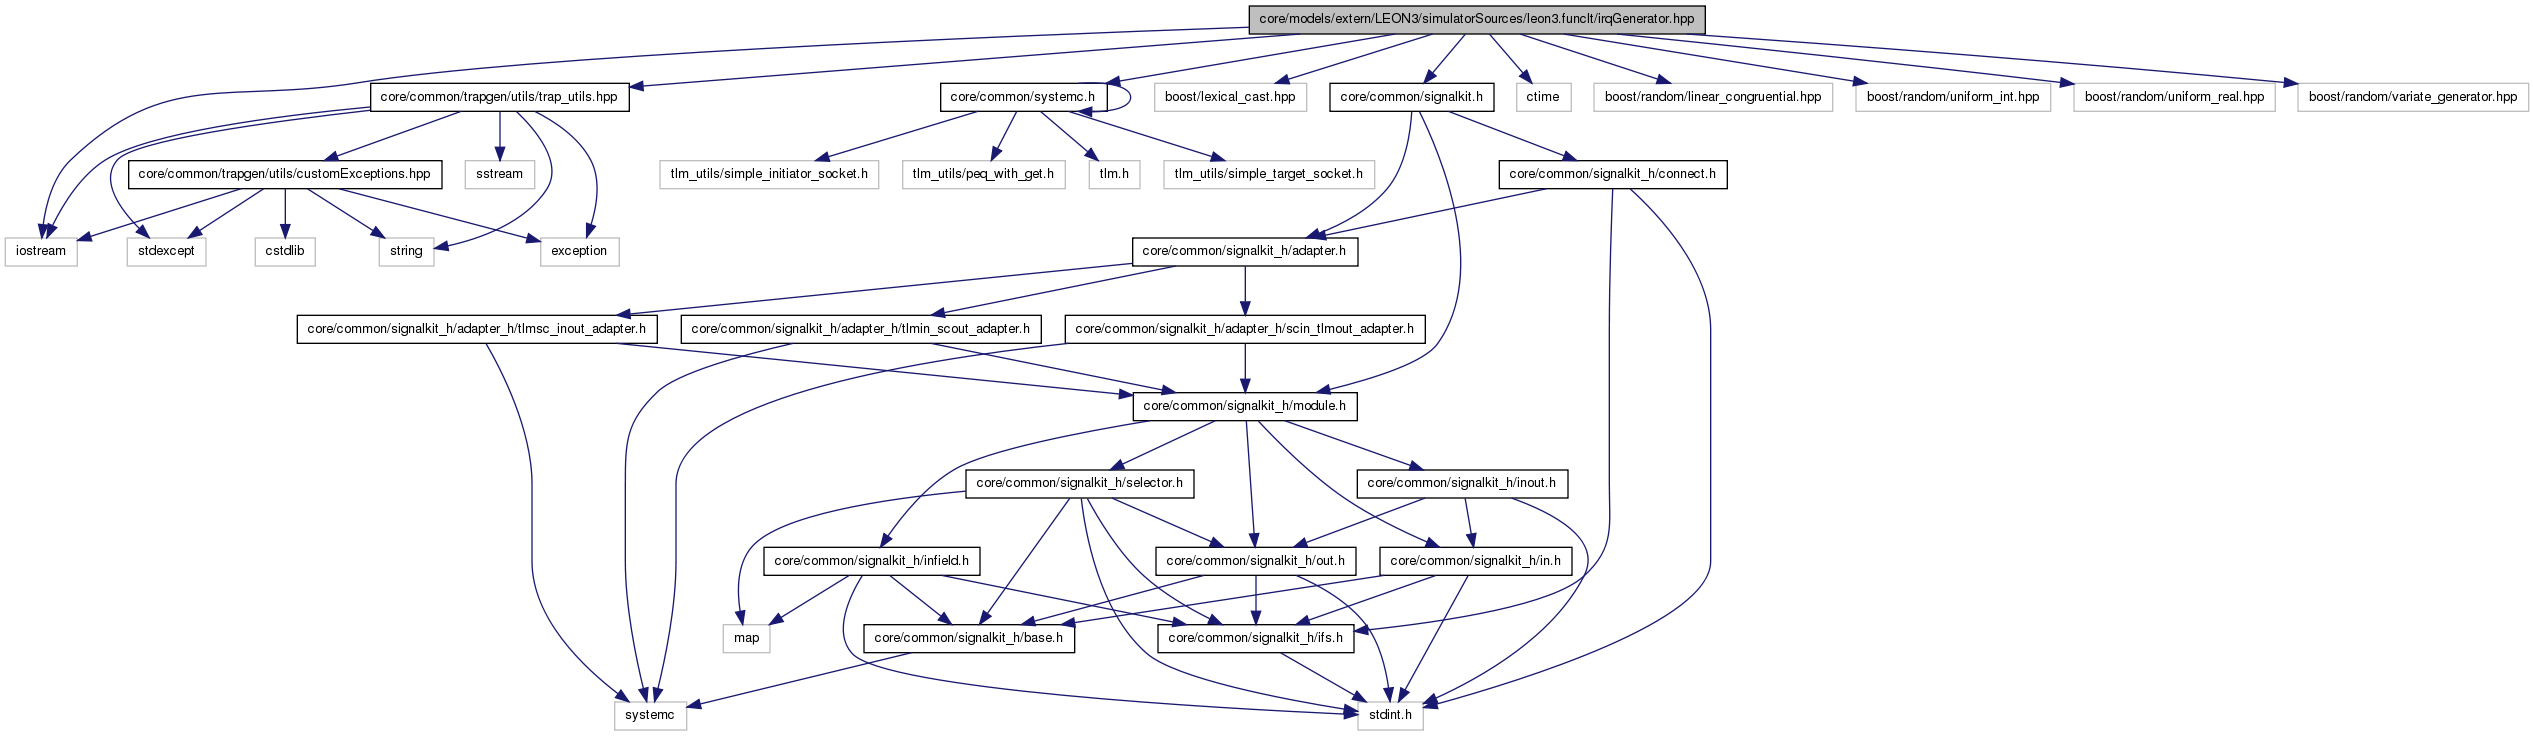 core/models/extern/LEON3/simulatorSources/leon3.funclt/irqGenerator.hpp
core/common/trapgen/utils/trap_utils.hpp
core/common/systemc.h
boost/lexical_cast.hpp
core/common/signalkit.h
ctime
boost/random/linear_congruential.hpp
boost/random/uniform_int.hpp
boost/random/uniform_real.hpp
boost/random/variate_generator.hpp
core/common/trapgen/utils/customExceptions.hpp
sstream
tlm_utils/simple_initiator_socket.h
tlm_utils/peq_with_get.h
tlm.h
tlm_utils/simple_target_socket.h
core/common/signalkit_h/connect.h
iostream
stdexcept
cstdlib
string
exception
core/common/signalkit_h/adapter.h
core/common/signalkit_h/adapter_h/tlmsc_inout_adapter.h
core/common/signalkit_h/adapter_h/tlmin_scout_adapter.h
core/common/signalkit_h/adapter_h/scin_tlmout_adapter.h
core/common/signalkit_h/module.h
core/common/signalkit_h/selector.h
core/common/signalkit_h/inout.h
core/common/signalkit_h/infield.h
core/common/signalkit_h/out.h
core/common/signalkit_h/in.h
map
core/common/signalkit_h/base.h
core/common/signalkit_h/ifs.h
systemc
stdint.h